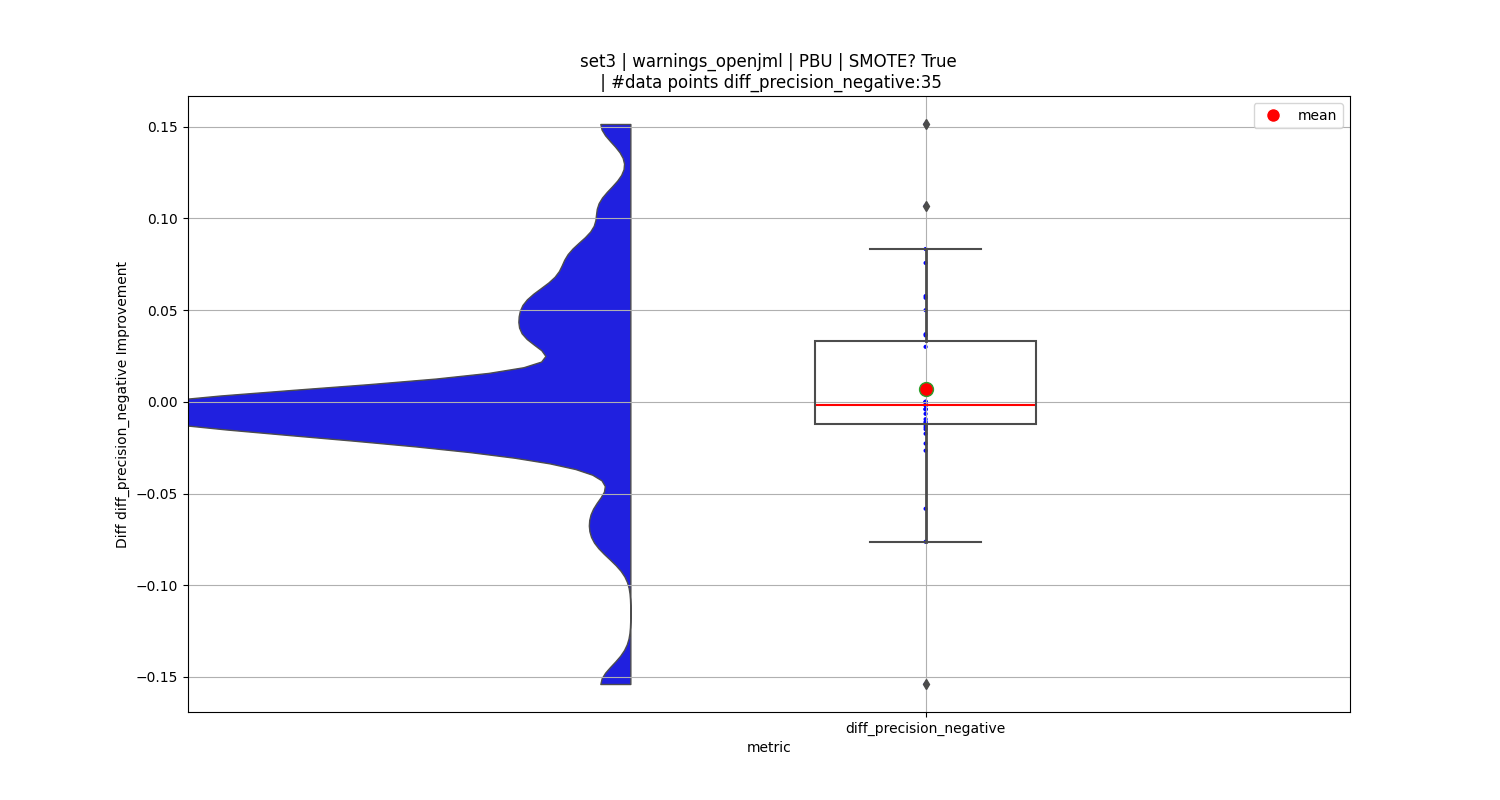 set3 | warnings_openjml | PBU | SMOTE? True
| #data points diff_precision_negative:35
mean
0.15
0.10
0.05
0.00
−0.05
−0.10
−0.15
Diff diff_precision_negative Improvement
diff_precision_negative
metric